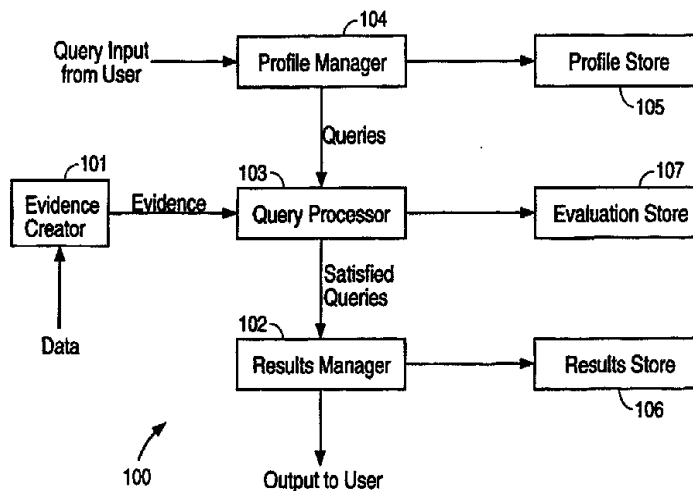 104
Query Input
from User
Profile Manager
Profile Store
105
Queries
101
103
107
Evidence
Creator
Evidence
Query Processor
Evaluation Store
Satisfied
Queries
102
Data
Results Manager
Results Store
106
100
Output to User